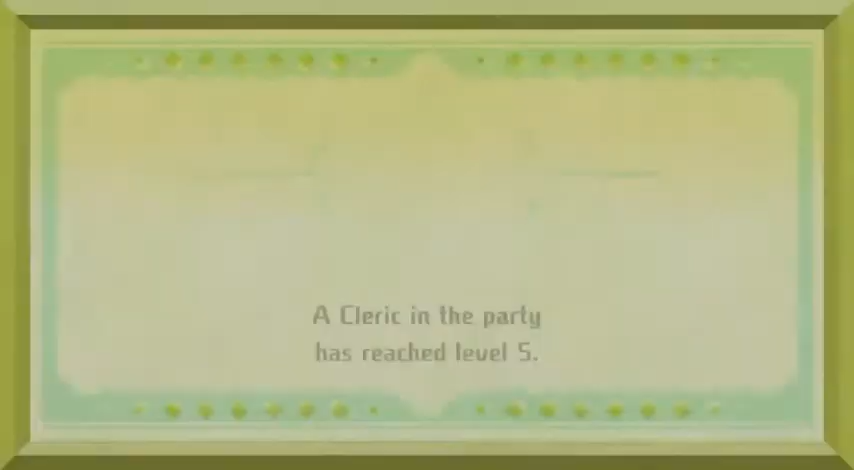 A Cleric in the party
has reached level 5.